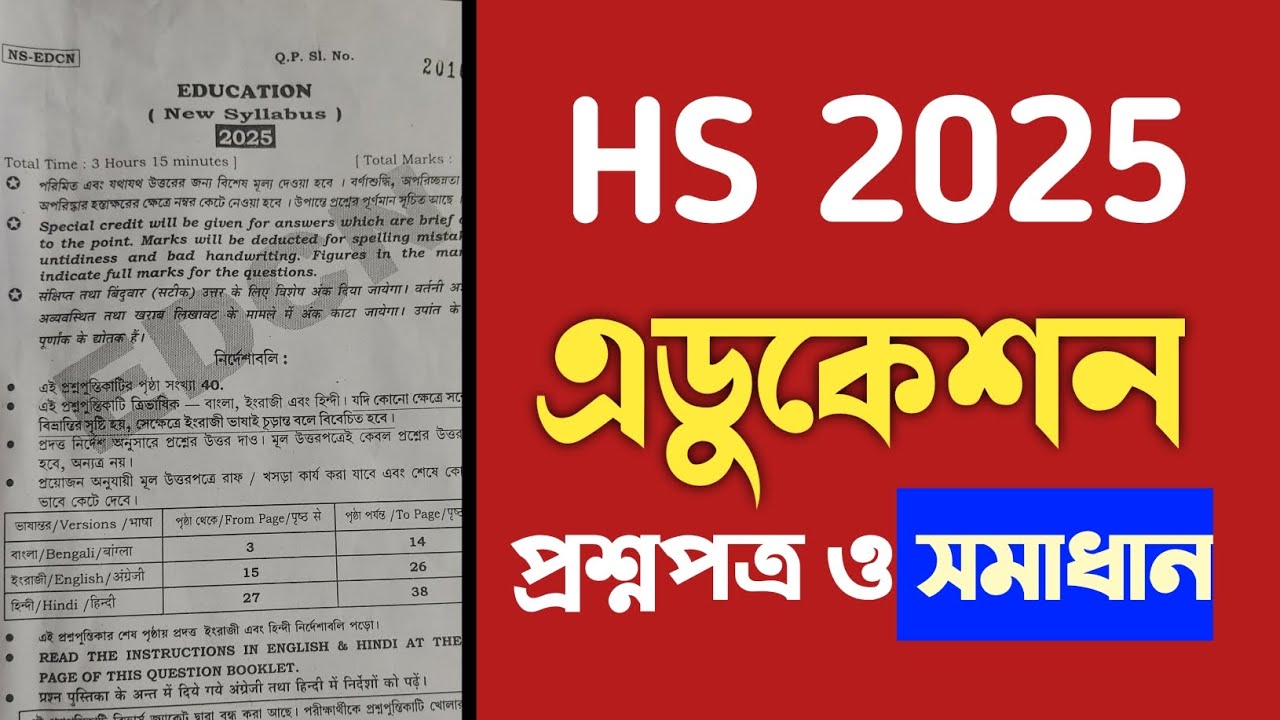 NS-EDCN
Q.P. Sl. No.
201
EDUCATION
( New Syllabus )
2025
Total Time : 3 Hours 15 minutes ]
[ Total Marks :
পরিমিত এবং যথাযথ উত্তরের জন্য বিশেষ মূল্য দেওয়া হবে । বর্ণাশুদ্ধি, অপরিচ্ছন্নতা
অপরিষ্কার হস্তাক্ষরের ক্ষেত্রে নম্বর কেটে নেওয়া হবে । উপান্তে প্রশ্নের পূর্ণমান সূচিত আছে ।
Special credit will be given for answers which are brief
to the point. Marks will be deducted for spelling mistak
untidiness and bad handwriting. Figures in the mar
indicate full marks for the questions.
संक्षिप्त तथा बिंदुवार (सटीक) उत्तर के लिए विशेष अंक दिया जायेगा। वर्तनी
अव्यवस्थित तथा खराब लिखावट के मामले में अंक काटा जायेगा। उपांत के
पूर्णांक के द्योतक हैं।
নির্দেশাবলি :
এই প্রশ্নপুস্তিকাটির পৃষ্ঠা সংখ্যা 40.
এই প্রশ্নপুস্তিকাটি ত্রিভাষিক — বাংলা, ইংরাজী এবং হিন্দী। যদি কোনো ক্ষেত্রে
বিভ্রান্তির সৃষ্টি হয়, সেক্ষেত্রে ইংরাজী ভাষাই চূড়ান্ত বলে বিবেচিত হবে।
প্রদত্ত নির্দেশ অনুসারে প্রশ্নের উত্তর দাও। মূল উত্তরপত্রেই কেবল প্রশ্নের উত্তর
হবে, অন্যত্র নয়।
প্রয়োজন অনুযায়ী মূল উত্তরপত্রে রাফ / খসড়া কার্য করা যাবে এবং শেষে
ভাবে কেটে দেবে।
ভাষান্তর/Versions /भाषा পৃষ্ঠা থেকে/From Page/पृष्ठ से পৃষ্ঠা পর্যন্ত /To Page/पृष्ठ
বাংলা/Bengali/बांग्ला 3 14
ইংরাজী/English/अंग्रेजी 15 26
হিন্দী/Hindi /हिन्दी 27 38
এই প্রশ্নপুস্তিকার শেষ পৃষ্ঠায় প্রদত্ত ইংরাজী এবং হিন্দী নির্দেশাবলি পড়ো।
READ THE INSTRUCTIONS IN ENGLISH & HINDI AT THE
PAGE OF THIS QUESTION BOOKLET.
प्रश्न पुस्तिका के अन्त में दिये गये अंग्रेजी तथा हिन्दी में निर्देशों को पढ़ें।
করা আছে। পরীক্ষার্থীকে প্রশ্নপুস্তিকাটি খোলার
EDCN
HS 2025
এডুকেশন
প্রশ্নপত্র ও সমাধান